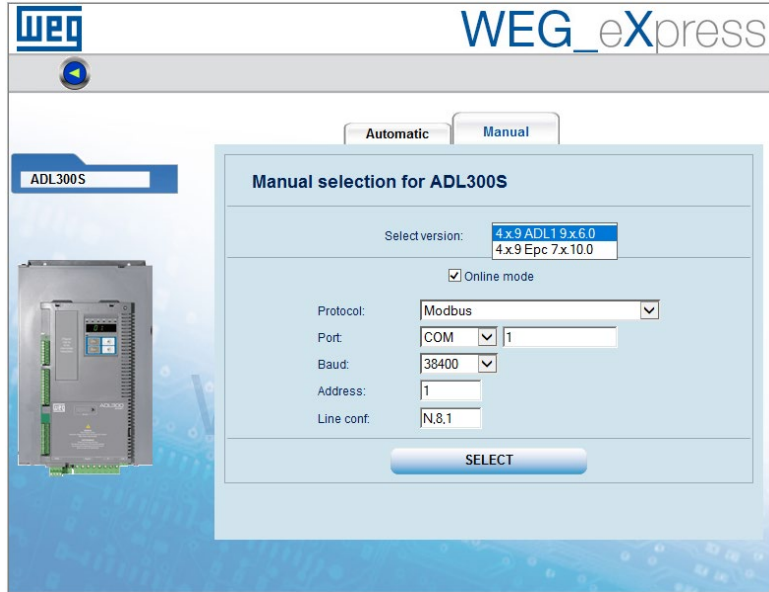 WEG
WEG_eXpress
Automatic
Manual
ADL300S
Manual selection for ADL300S
Select version:
4.x.9 ADL1 9.x.6.0
4.x.9 Epc 7.x.10.0
Online mode
Protocol:
Modbus
Port:
COM
1
Baud:
38400
Address:
1
Line conf:
N,8,1
SELECT
ADL300